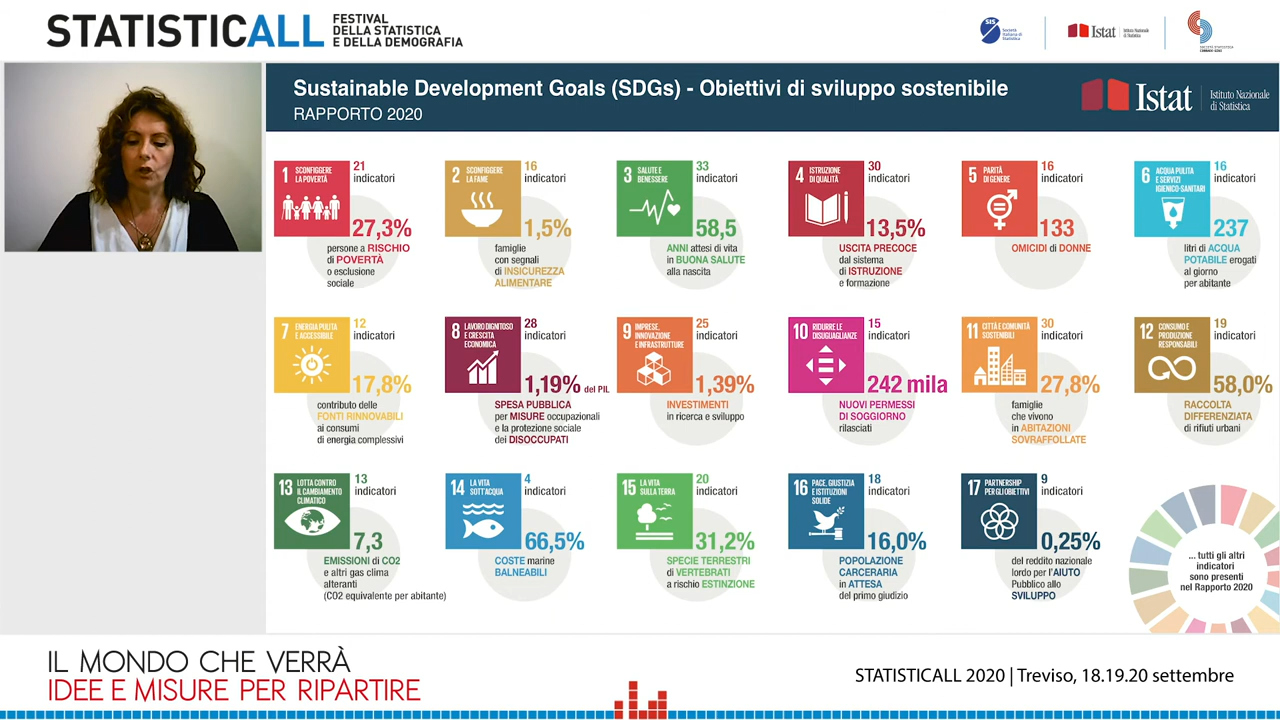 STATISTICALL
FESTIVAL
DELLA STATISTICA
E DELLA DEMOGRAFIA
SIS
Società
Italiana di
Statistica
Istat
Istituto Nazionale
di Statistica
Sustainable Development Goals (SDGs) - Obiettivi di sviluppo sostenibile
RAPPORTO 2020
Istat
Istituto Nazionale
di Statistica
1 SCONFIGGERE
LA POVERTÀ
21
indicatori
27,3%
persone a RISCHIO
di POVERTÀ
o esclusione
sociale
2 SCONFIGGERE
LA FAME
16
indicatori
1,5%
famiglie
con segnali
di INSICUREZZA
ALIMENTARE
3 SALUTE E
BENESSERE
33
indicatori
58,5
ANNI attesi di vita
in BUONA SALUTE
alla nascita
4 ISTRUZIONE
DI QUALITÀ
30
indicatori
13,5%
USCITA PRECOCE
dal sistema
di ISTRUZIONE
e formazione
5 PARITÀ
DI GENERE
16
indicatori
133
OMICIDI di DONNE
6 ACQUA PULITA
E SERVIZI
IGIENICO-SANITARI
16
indicatori
237
litri di ACQUA
POTABILE erogati
al giorno
per abitante
7 ENERGIA PULITA
E ACCESSIBILE
12
indicatori
17,8%
contributo delle
FONTI RINNOVABILI
ai consumi
di energia complessivi
8 LAVORO DIGNITOSO
E CRESCITA
ECONOMICA
28
indicatori
1,19% del PIL
SPESA PUBBLICA
per MISURE occupazionali
e la protezione sociale
dei DISOCCUPATI
9 IMPRESE,
INNOVAZIONE
E INFRASTRUTTURE
25
indicatori
1,39%
INVESTIMENTI
in ricerca e sviluppo
10 RIDURRE LE
DISUGUAGLIANZE
15
indicatori
242 mila
NUOVI PERMESSI
DI SOGGIORNO
rilasciati
11 CITTÀ E COMUNITÀ
SOSTENIBILI
30
indicatori
27,8%
famiglie
che vivono
in ABITAZIONI
SOVRAFFOLLATE
12 CONSUMO E
PRODUZIONE
RESPONSABILI
19
indicatori
58,0%
RACCOLTA
DIFFERENZIATA
di rifiuti urbani
13 LOTTA CONTRO
IL CAMBIAMENTO
CLIMATICO
13
indicatori
7,3
EMISSIONI di CO2
e altri gas clima
alteranti
(CO2 equivalente per abitante)
14 LA VITA
SOTT'ACQUA
4
indicatori
66,5%
COSTE marine
BALNEABILI
15 LA VITA
SULLA TERRA
20
indicatori
31,2%
SPECIE TERRESTRI
di VERTEBRATI
a rischio ESTINZIONE
16 PACE, GIUSTIZIA
E ISTITUZIONI
SOLIDE
18
indicatori
16,0%
POPOLAZIONE
CARCERARIA
in ATTESA
del primo giudizio
17 PARTNERSHIP
PER GLI OBIETTIVI
9
indicatori
0,25%
del reddito nazionale
lordo per l'AIUTO
Pubblico allo
SVILUPPO
... tutti gli altri
indicatori
sono presenti
nel Rapporto 2020
IL MONDO CHE VERRÀ
IDEE E MISURE PER RIPARTIRE
STATISTICALL 2020 | Treviso, 18.19.20 settembre